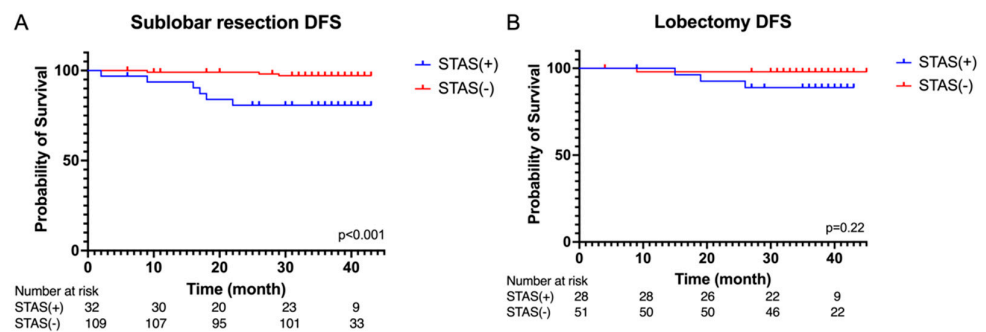 A
Sublobar resection DFS
Probability of Survival
100
50
0
STAS(+)
STAS(-)
p<0.001
0 10 20 30 40
Time (month)
Number at risk
STAS(+) 32 30 20 23 9
STAS(-) 109 107 95 101 33
B
Lobectomy DFS
Probability of Survival
100
50
0
STAS(+)
STAS(-)
p=0.22
0 10 20 30 40
Time (month)
Number at risk
STAS(+) 28 28 26 22 9
STAS(-) 51 50 50 46 22